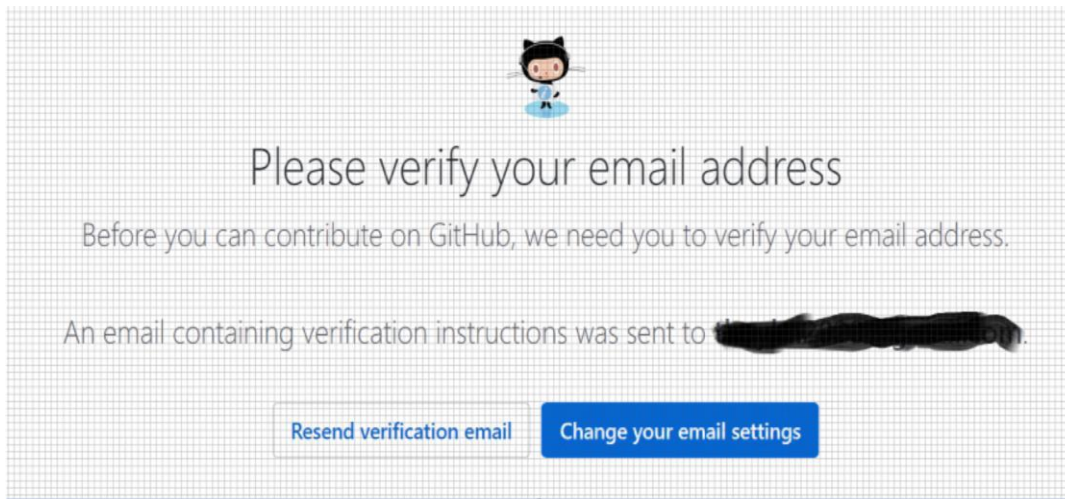 Please verify your email address
Before you can contribute on GitHub, we need you to verify your email address.
An email containing verification instructions was sent to
Resend verification email
Change your email settings